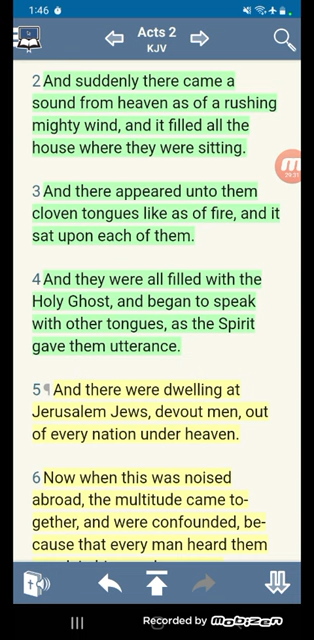 1:46
Acts 2
KJV
2 And suddenly there came a
sound from heaven as of a rushing
mighty wind, and it filled all the
house where they were sitting.
3 And there appeared unto them
cloven tongues like as of fire, and it
sat upon each of them.
4 And they were all filled with the
Holy Ghost, and began to speak
with other tongues, as the Spirit
gave them utterance.
5 ¶ And there were dwelling at
Jerusalem Jews, devout men, out
of every nation under heaven.
6 Now when this was noised
abroad, the multitude came to-
gether, and were confounded, be-
cause that every man heard them
Recorded by Mobizen